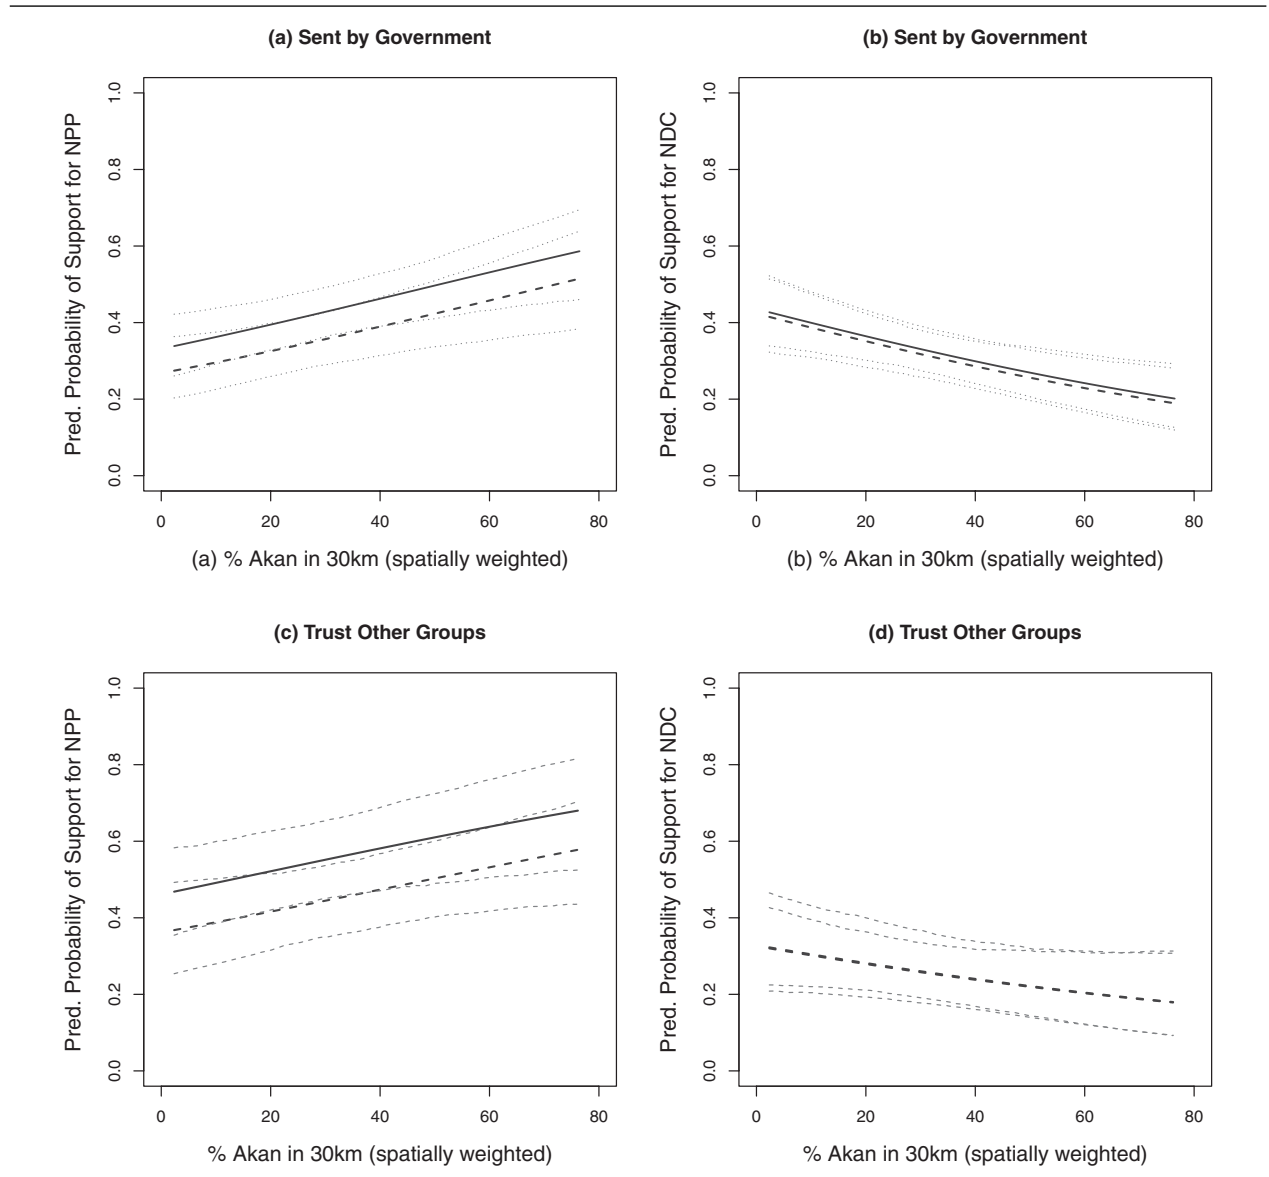 (a) Sent by Government
Pred. Probability of Support for NPP
1.0
0.8
0.6
0.4
0.2
0.0
0 20 40 60 80
(a) % Akan in 30km (spatially weighted)
(b) Sent by Government
Pred. Probability of Support for NDC
1.0
0.8
0.6
0.4
0.2
0.0
0 20 40 60 80
(b) % Akan in 30km (spatially weighted)
(c) Trust Other Groups
Pred. Probability of Support for NPP
1.0
0.8
0.6
0.4
0.2
0.0
0 20 40 60 80
% Akan in 30km (spatially weighted)
(d) Trust Other Groups
Pred. Probability of Support for NDC
1.0
0.8
0.6
0.4
0.2
0.0
0 20 40 60 80
% Akan in 30km (spatially weighted)